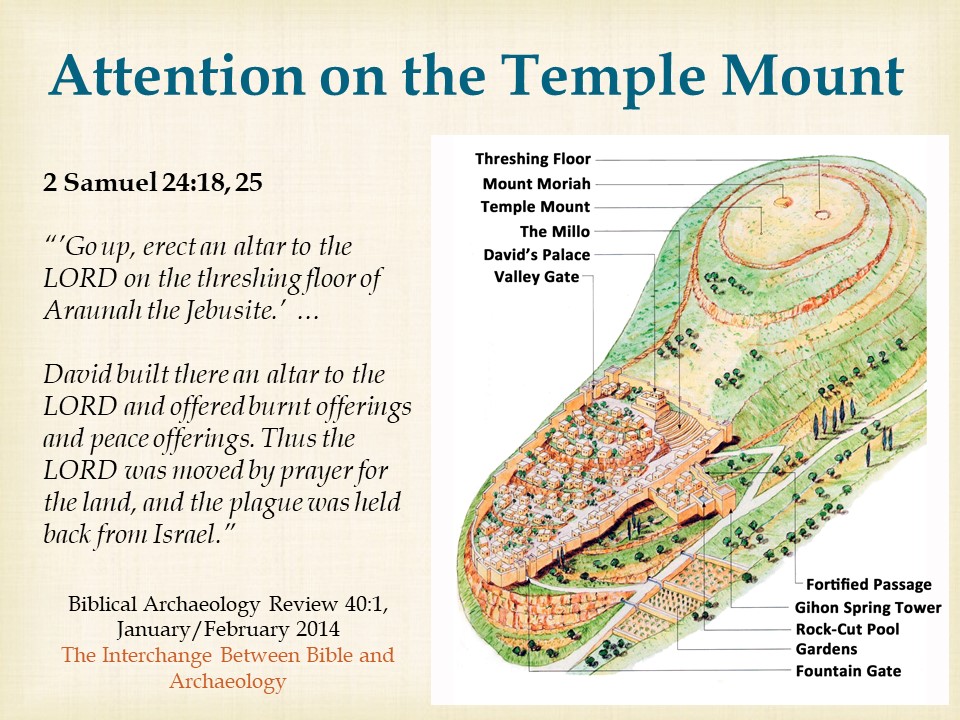 Attention on the Temple Mount
2 Samuel 24:18, 25
“’Go up, erect an altar to the
LORD on the threshing floor of
Araunah the Jebusite.’ …
David built there an altar to the
LORD and offered burnt offerings
and peace offerings. Thus the
LORD was moved by prayer for
the land, and the plague was held
back from Israel.”
Biblical Archaeology Review 40:1,
January/February 2014
The Interchange Between Bible and
Archaeology
Threshing Floor
Mount Moriah
Temple Mount
The Millo
David’s Palace
Valley Gate
Fortified Passage
Gihon Spring Tower
Rock-Cut Pool
Gardens
Fountain Gate